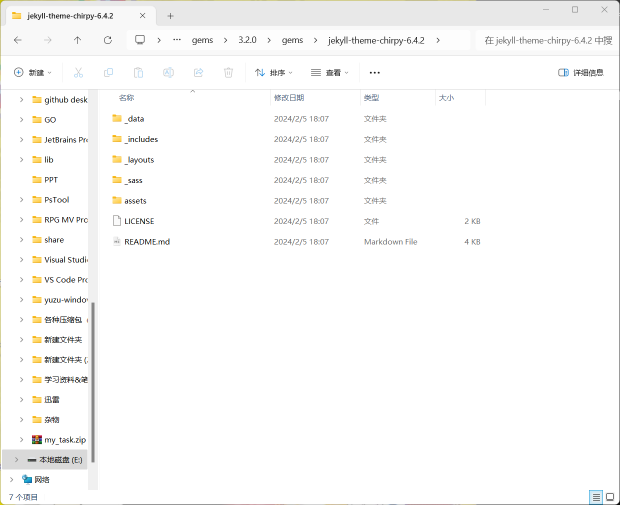 jekyll-theme-chirpy-6.4.2
gems 3.2.0 gems jekyll-theme-chirpy-6.4.2 在 jekyll-theme-chirpy-6.4.2 中搜
新建 排序 查看 详细信息
名称 修改日期 类型 大小
github desk
GO
JetBrains Pr
lib
PPT
PsTool
RPG MV Pro
share
Visual Studi
VS Code Pro
yuzu-window
各种压缩包
新建文件夹
新建文件夹 (
学习资料&笔
迅雷
杂物
my_task.zip
本地磁盘 (E:)
网络
_data 2024/2/5 18:07 文件夹
_includes 2024/2/5 18:07 文件夹
_layouts 2024/2/5 18:07 文件夹
_sass 2024/2/5 18:07 文件夹
assets 2024/2/5 18:07 文件夹
LICENSE 2024/2/5 18:07 文件 2 KB
README.md 2024/2/5 18:07 Markdown File 4 KB
7 个项目